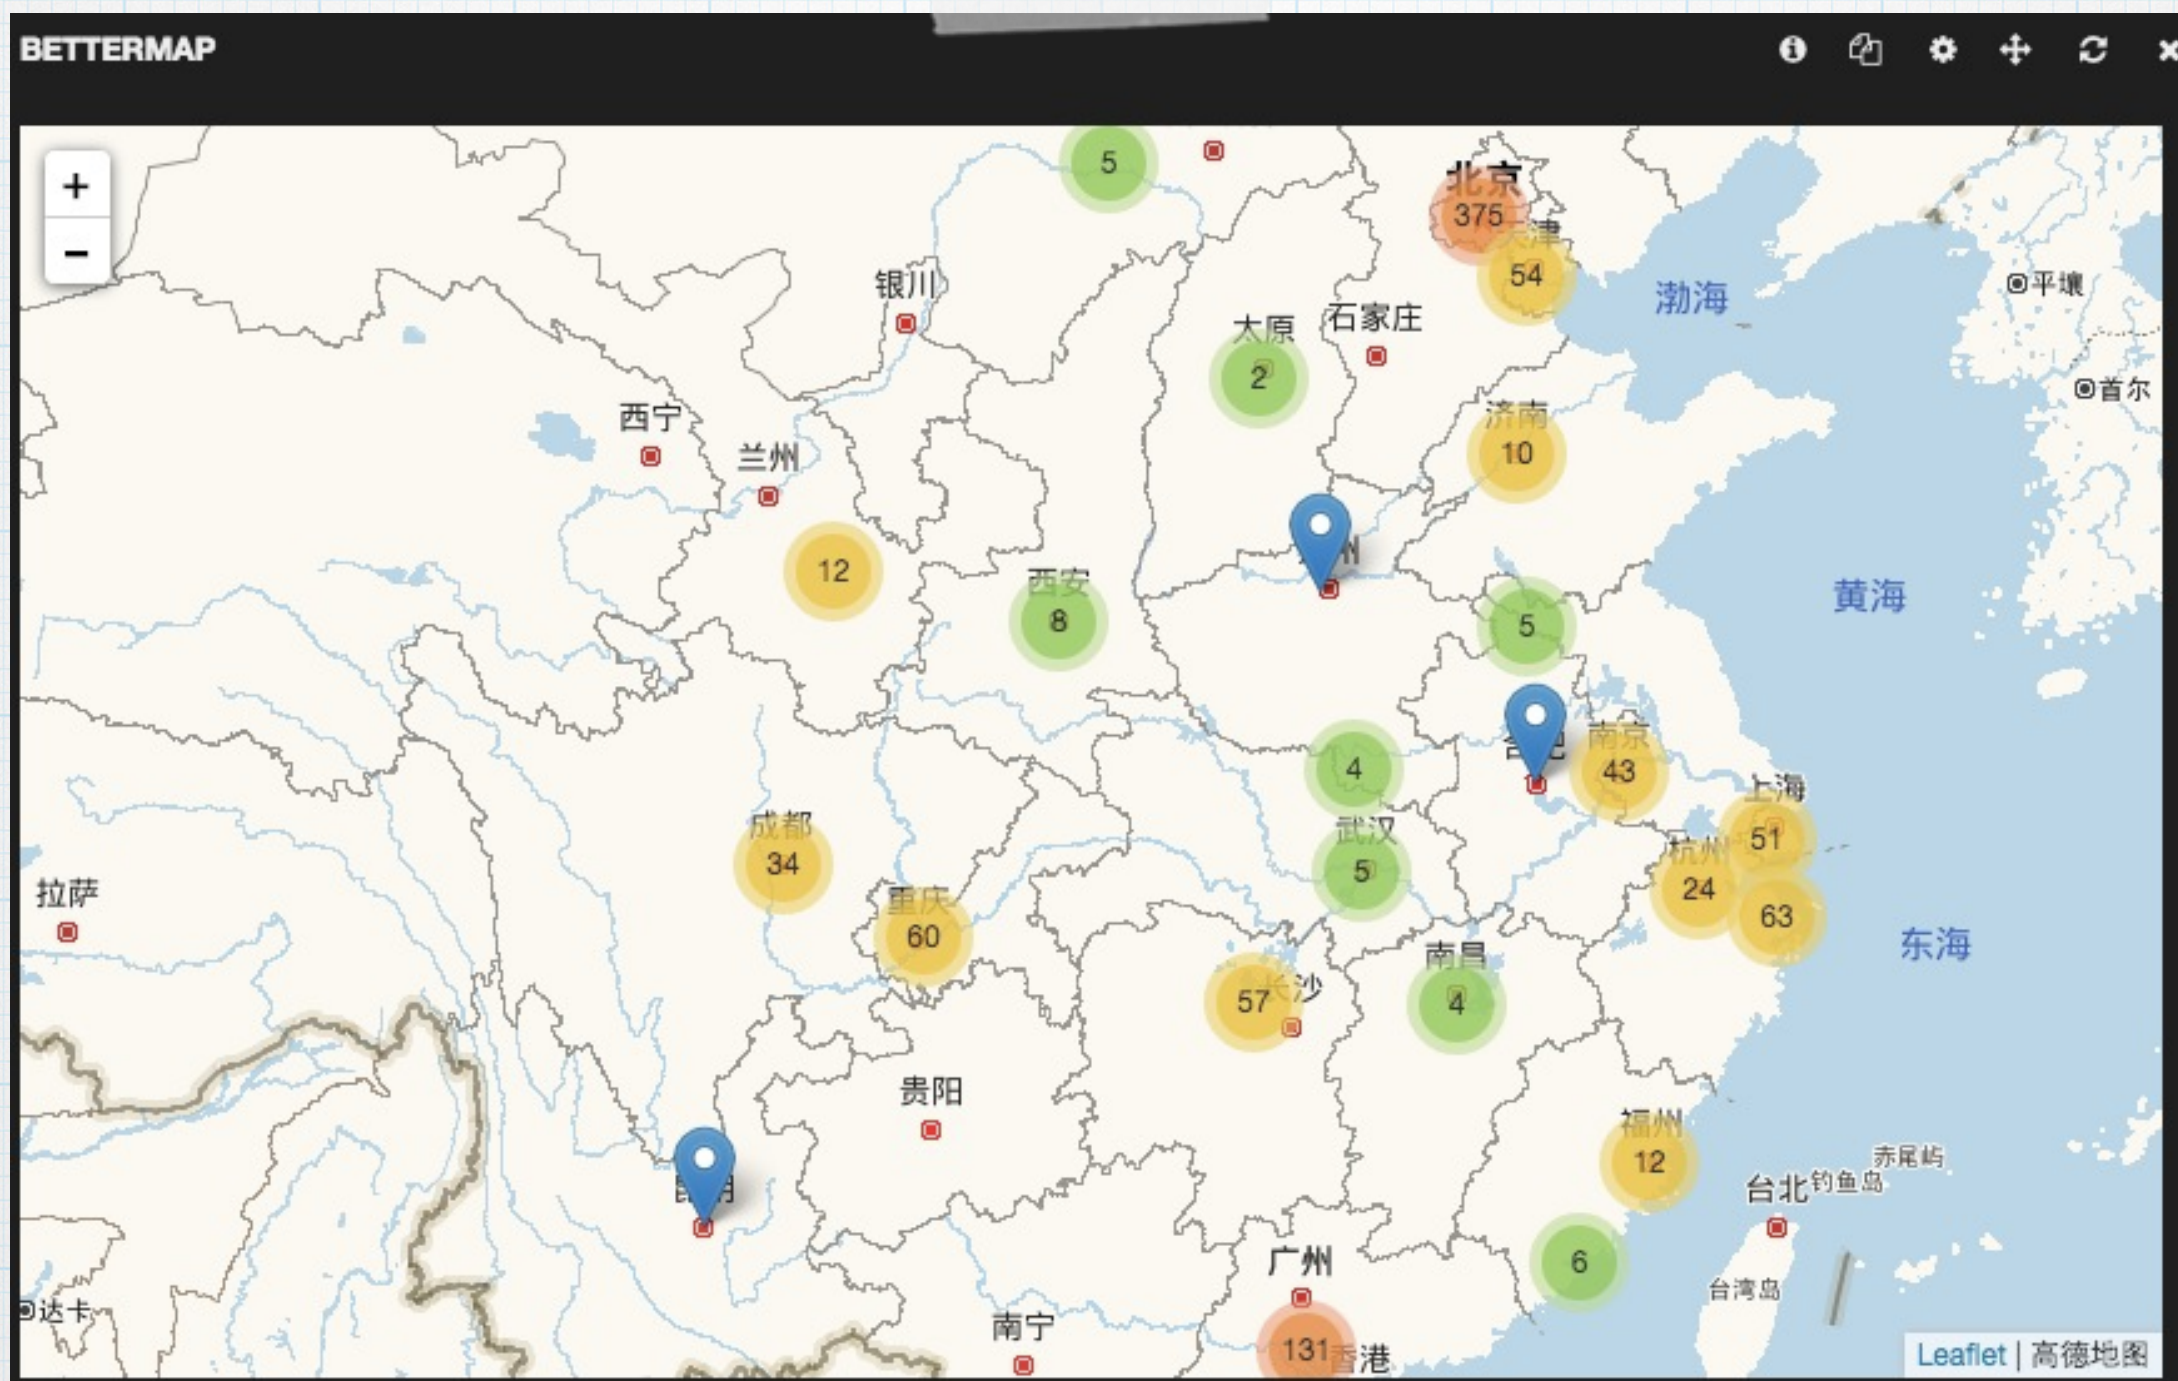 BETTERMAP
+
−
5
北京
375
54
银川
渤海
平壤
太原
石家庄
2
首尔
西宁
济南
兰州
10
12
西安
8
黄海
5
南京
4
43
上海
成都
武汉
51
34
杭州
5
24
拉萨
重庆
63
60
东海
南昌
57
长沙
4
贵阳
福州
12
赤尾屿
台北
钓鱼岛
广州
6
台湾岛
达卡
南宁
131
香港
Leaflet | 高德地图